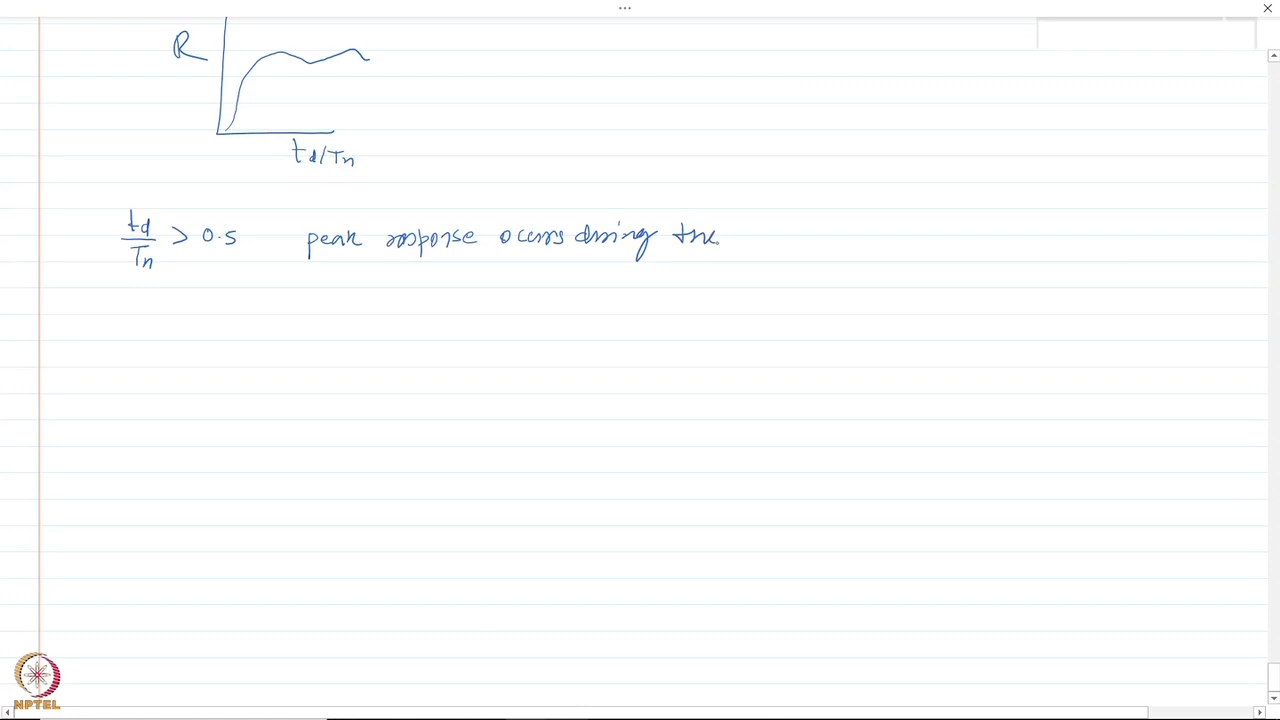 R
td/Tn
td/Tn > 0.5 peak response occurs during the
NPTEL